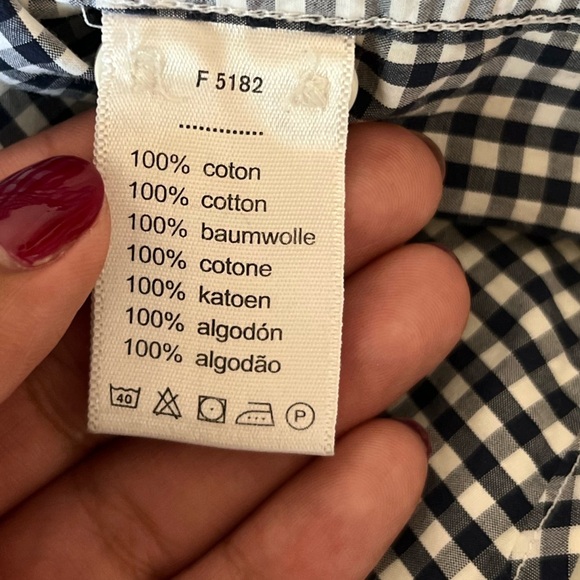 F 5182
..............
100% coton
100% cotton
100% baumwolle
100% cotone
100% katoen
100% algodón
100% algodão
40 P